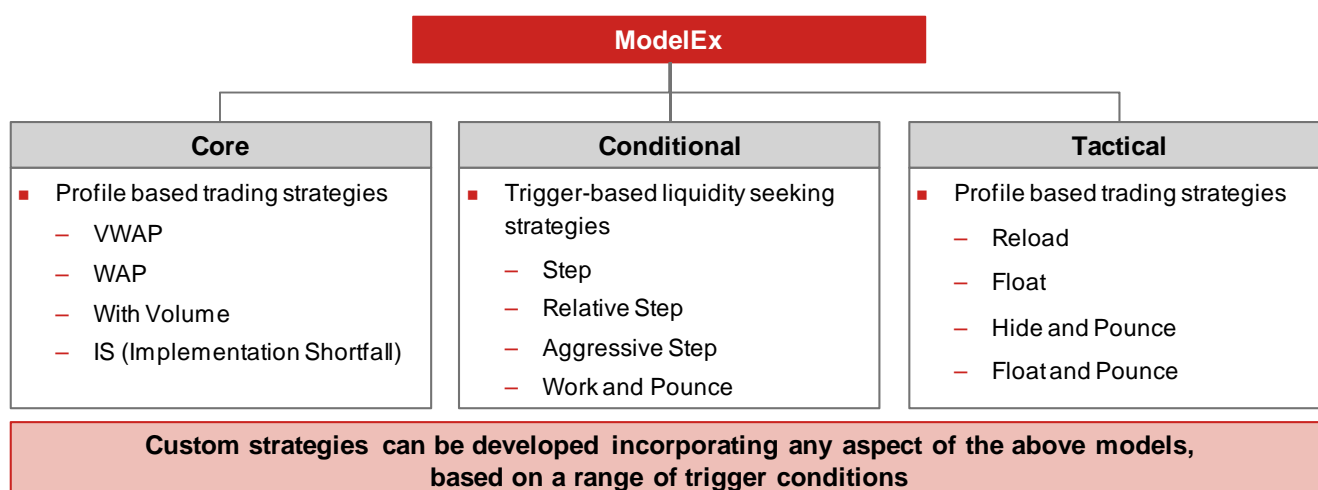 ModelEx
Core
■ Profile based trading strategies
– VWAP
– WAP
– With Volume
– IS (Implementation Shortfall)
Conditional
■ Trigger-based liquidity seeking
strategies
– Step
– Relative Step
– Aggressive Step
– Work and Pounce
Tactical
■ Profile based trading strategies
– Reload
– Float
– Hide and Pounce
– Float and Pounce
Custom strategies can be developed incorporating any aspect of the above models,
based on a range of trigger conditions